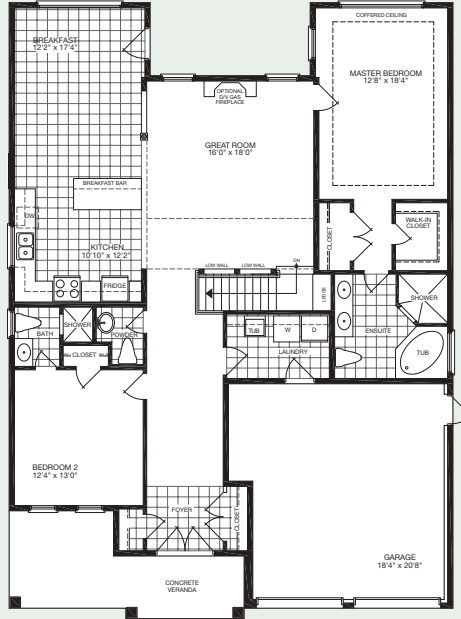 COFFERED CEILING
BREAKFAST
12'2" x 17'4"
MASTER BEDROOM
12'8" x 18'4"
OPTIONAL
D/V GAS
FIREPLACE
GREAT ROOM
16'0" x 18'0"
BREAKFAST BAR
DW
WALK-IN
CLOSET
CLOSET
KITCHEN
10'10" x 12'2"
LOW WALL
LOW WALL
DN
FRIDGE
LEDGE
SHOWER
SHOWER
POWDER
BATH
TUB
W
D
ENSUITE
LAUNDRY
TUB
CLOSET
BEDROOM 2
12'4" x 13'0"
FOYER
CLOSET
GARAGE
18'4" x 20'8"
CONCRETE
VERANDA